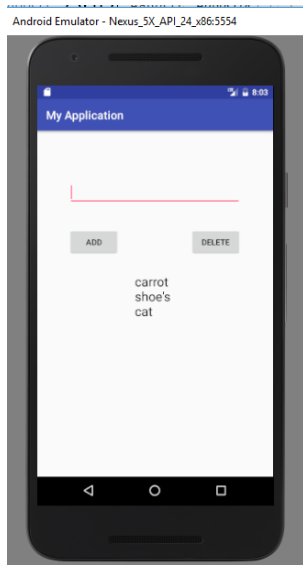 Android Emulator - Nexus_5X_API_24_x86:5554
8:03
My Application
ADD
DELETE
carrot
shoe's
cat